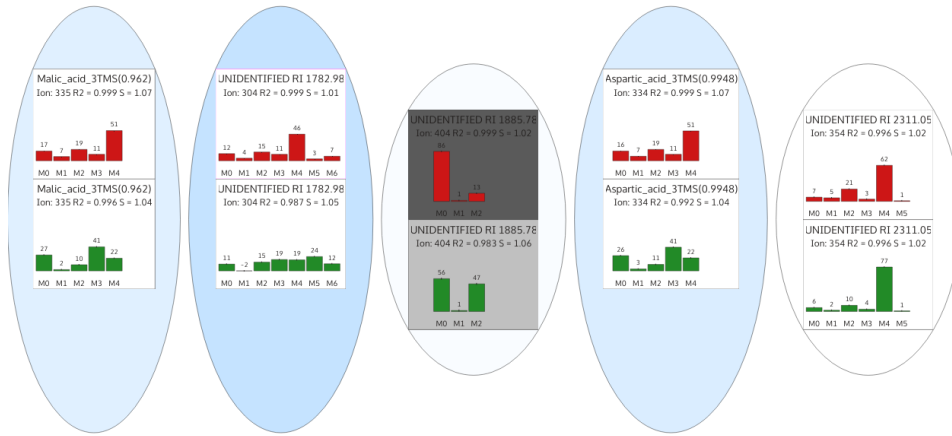 Malic_acid_3TMS(0.962)
Ion: 335 R2 = 0.999 S = 1.07
17 7 19 11 51
M0 M1 M2 M3 M4
Malic_acid_3TMS(0.962)
Ion: 335 R2 = 0.996 S = 1.04
27 2 10 41 22
M0 M1 M2 M3 M4
UNIDENTIFIED RI 1782.98
Ion: 304 R2 = 0.999 S = 1.01
12 4 15 11 46 3 7
M0 M1 M2 M3 M4 M5 M6
UNIDENTIFIED RI 1782.98
Ion: 304 R2 = 0.987 S = 1.05
11 -2 15 19 19 24 12
M0 M1 M2 M3 M4 M5 M6
UNIDENTIFIED RI 1885.78
Ion: 404 R2 = 0.999 S = 1.02
86 1 13
M0 M1 M2
UNIDENTIFIED RI 1885.78
Ion: 404 R2 = 0.983 S = 1.06
56 1 47
M0 M1 M2
Aspartic_acid_3TMS(0.9948)
Ion: 334 R2 = 0.999 S = 1.07
16 7 19 11 51
M0 M1 M2 M3 M4
Aspartic_acid_3TMS(0.9948)
Ion: 334 R2 = 0.992 S = 1.04
26 3 11 41 22
M0 M1 M2 M3 M4
UNIDENTIFIED RI 2311.05
Ion: 354 R2 = 0.996 S = 1.02
7 5 21 3 62 1
M0 M1 M2 M3 M4 M5
UNIDENTIFIED RI 2311.05
Ion: 354 R2 = 0.996 S = 1.02
6 2 10 4 77 1
M0 M1 M2 M3 M4 M5